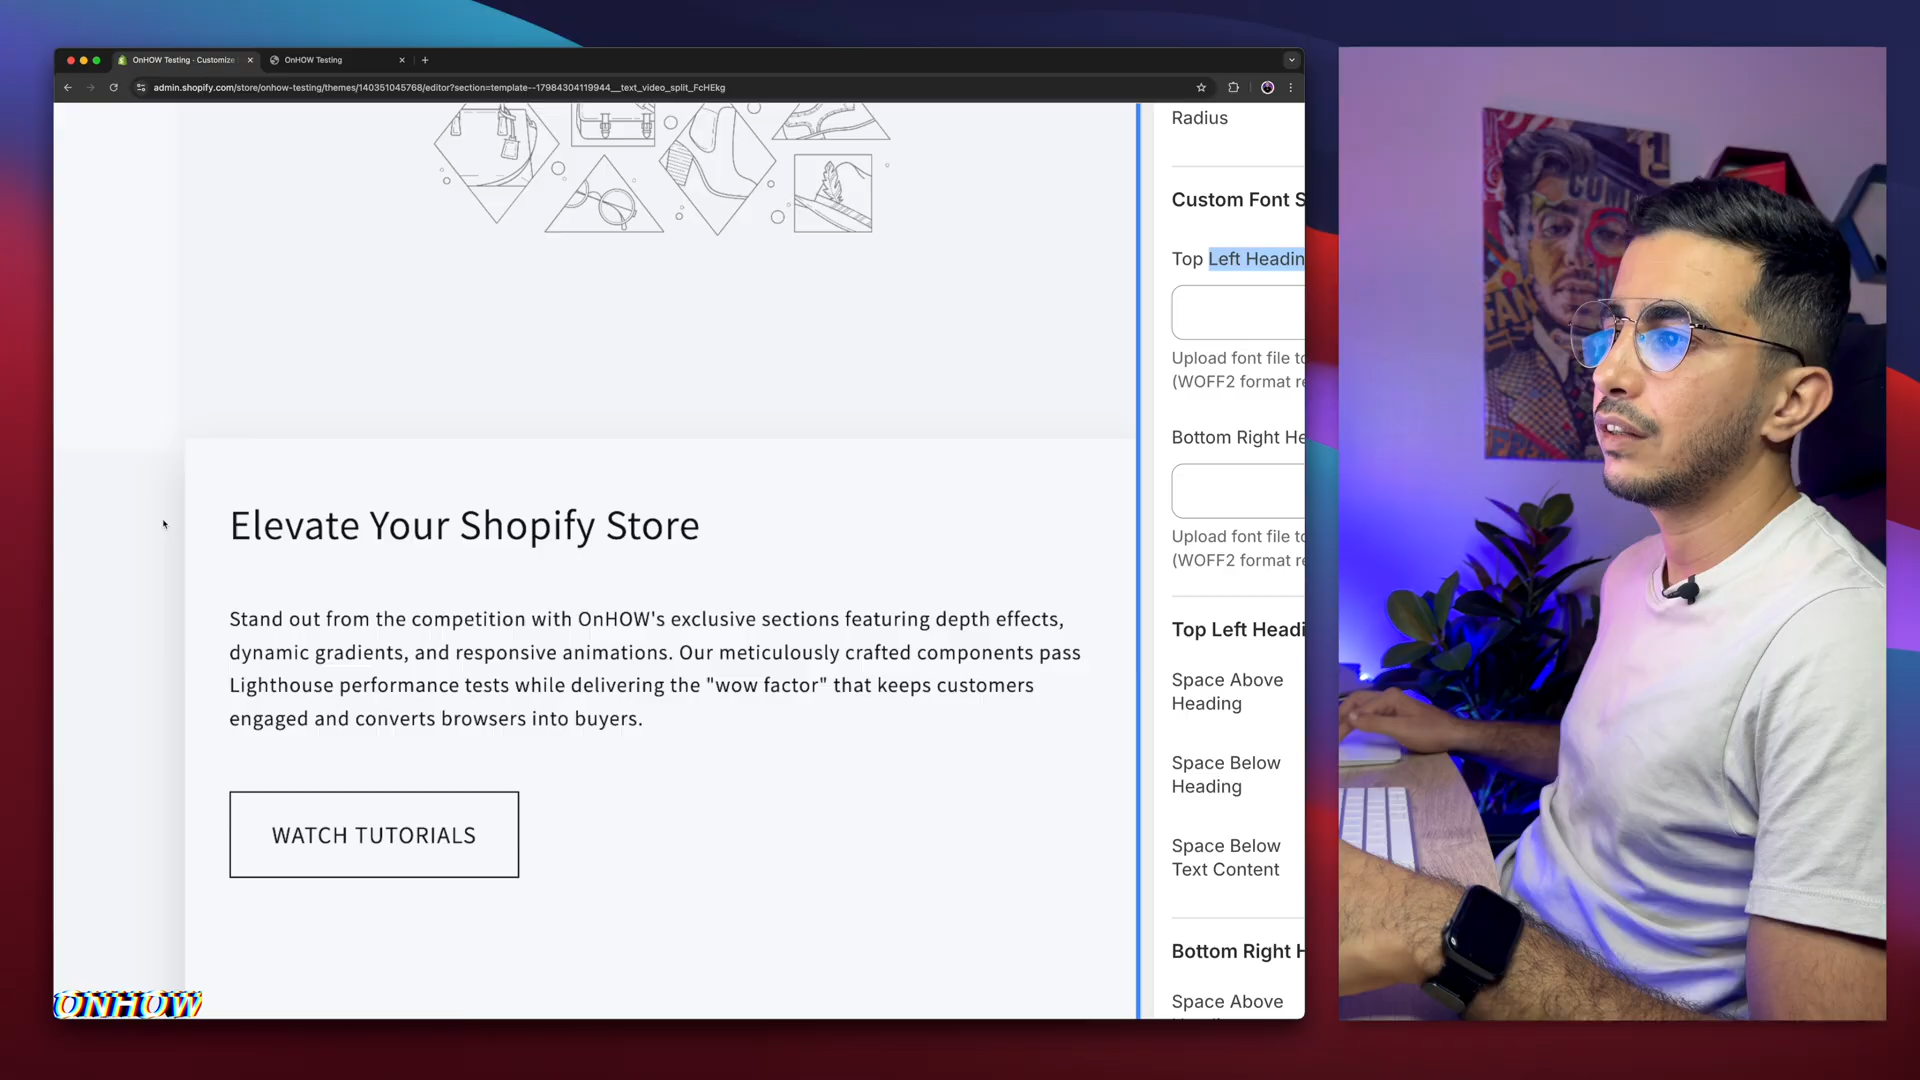 OnHOW Testing - Customize
OnHOW Testing
admin.shopify.com/store/onhow-testing/themes/140351045768/editor?section=template--17984304119944__text_video_split_FcHEkg
Radius
Custom Font S
Top Left Headin
Upload font file to
(WOFF2 format re
Bottom Right He
Upload font file to
(WOFF2 format re
Top Left Headi
Space Above
Heading
Space Below
Heading
Space Below
Text Content
Bottom Right H
Space Above
Elevate Your Shopify Store
Stand out from the competition with OnHOW's exclusive sections featuring depth effects,
dynamic gradients, and responsive animations. Our meticulously crafted components pass
Lighthouse performance tests while delivering the "wow factor" that keeps customers
engaged and converts browsers into buyers.
WATCH TUTORIALS
ONHOW